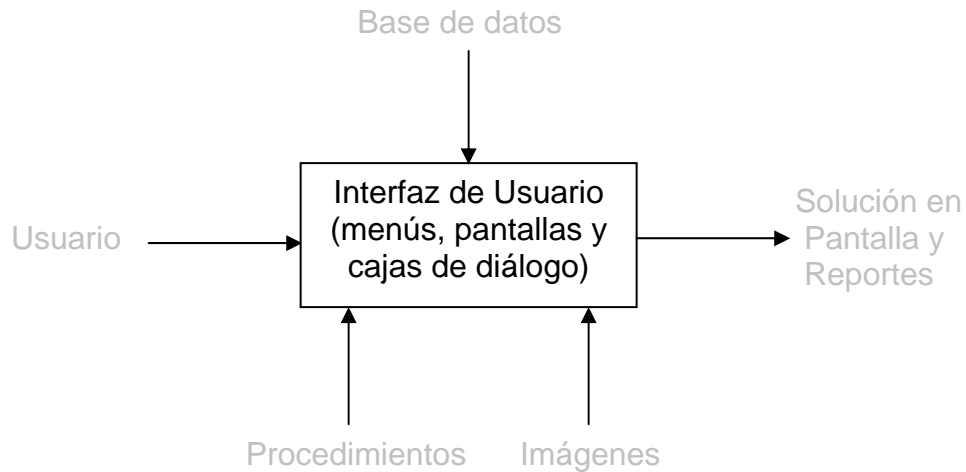 Base de datos
Interfaz de Usuario
(menús, pantallas y
cajas de diálogo)
Usuario
Solución en
Pantalla y
Reportes
Procedimientos
Imágenes